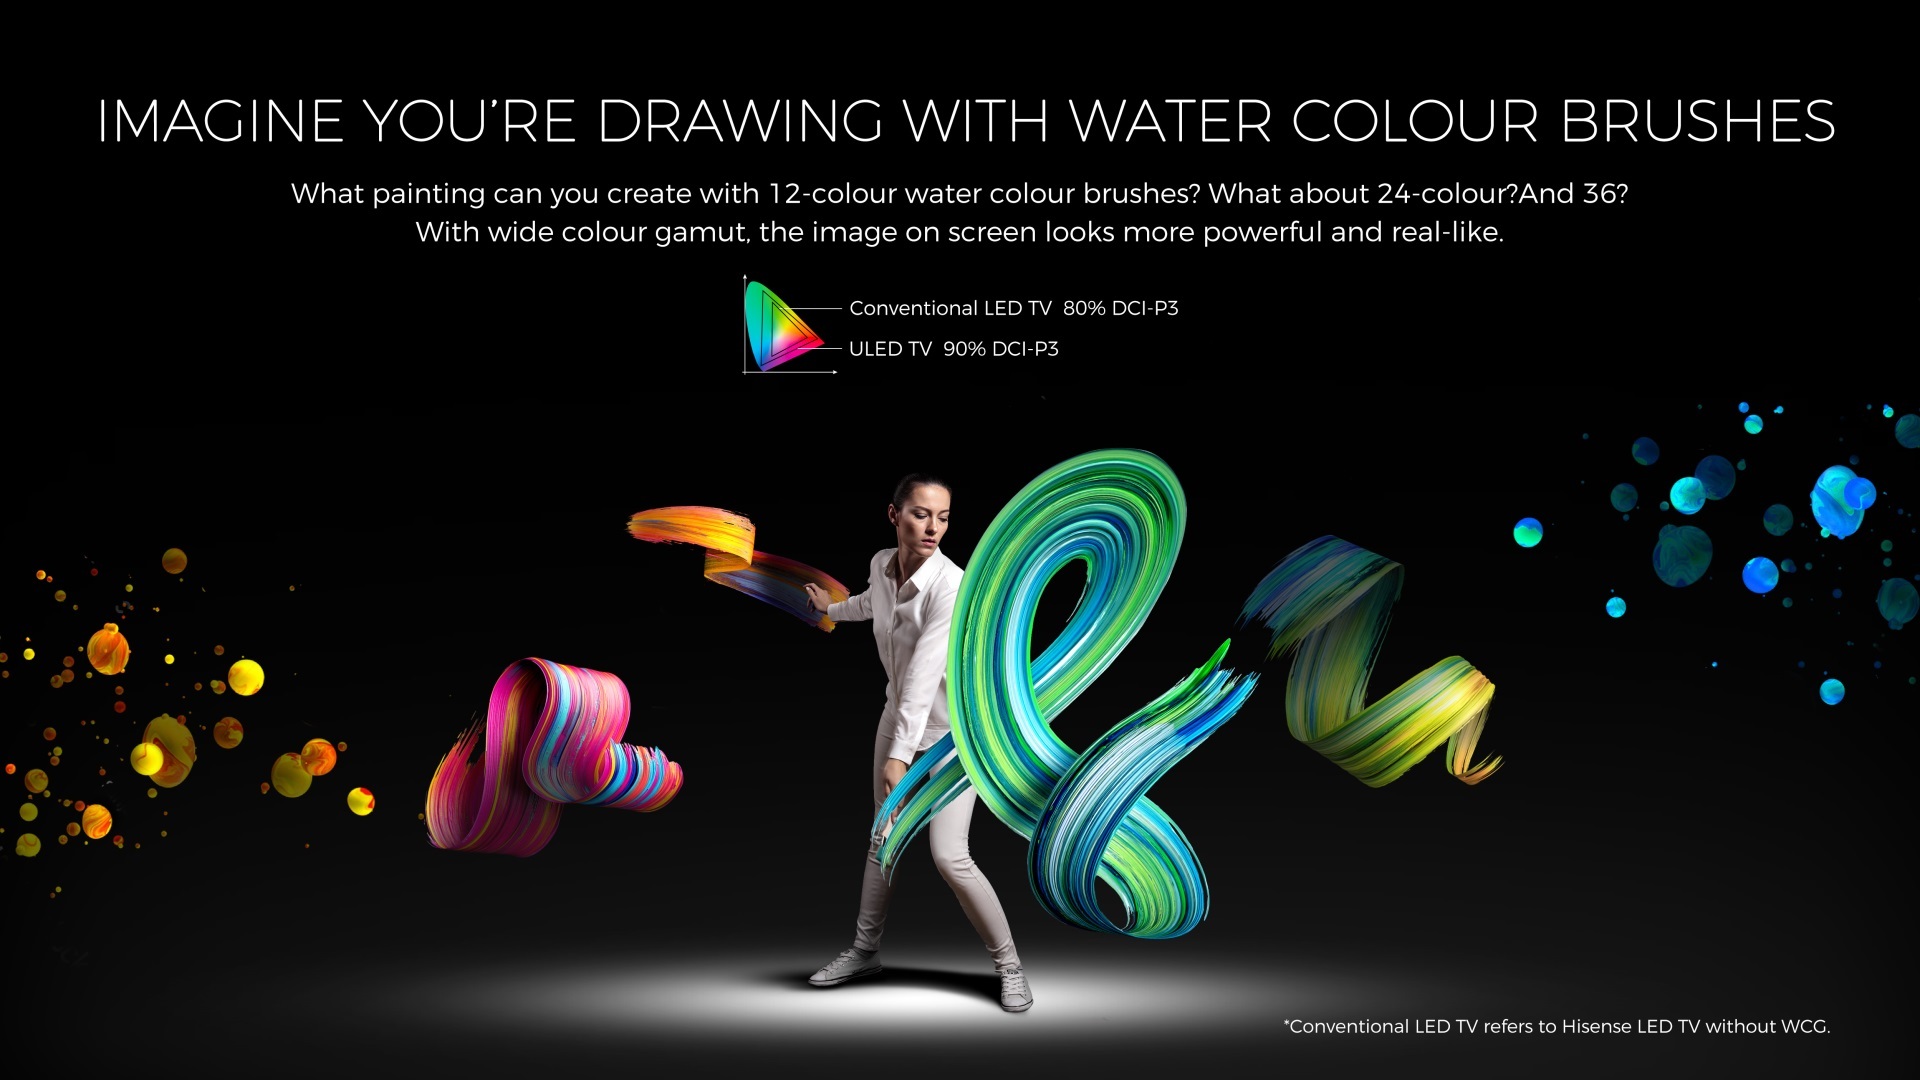 IMAGINE YOU'RE DRAWING WITH WATER COLOUR BRUSHES
What painting can you create with 12-colour water colour brushes? What about 24-colour?And 36?
With wide colour gamut, the image on screen looks more powerful and real-like.
Conventional LED TV 80% DCI-P3
ULED TV 90% DCI-P3
*Conventional LED TV refers to Hisense LED TV without WCG.